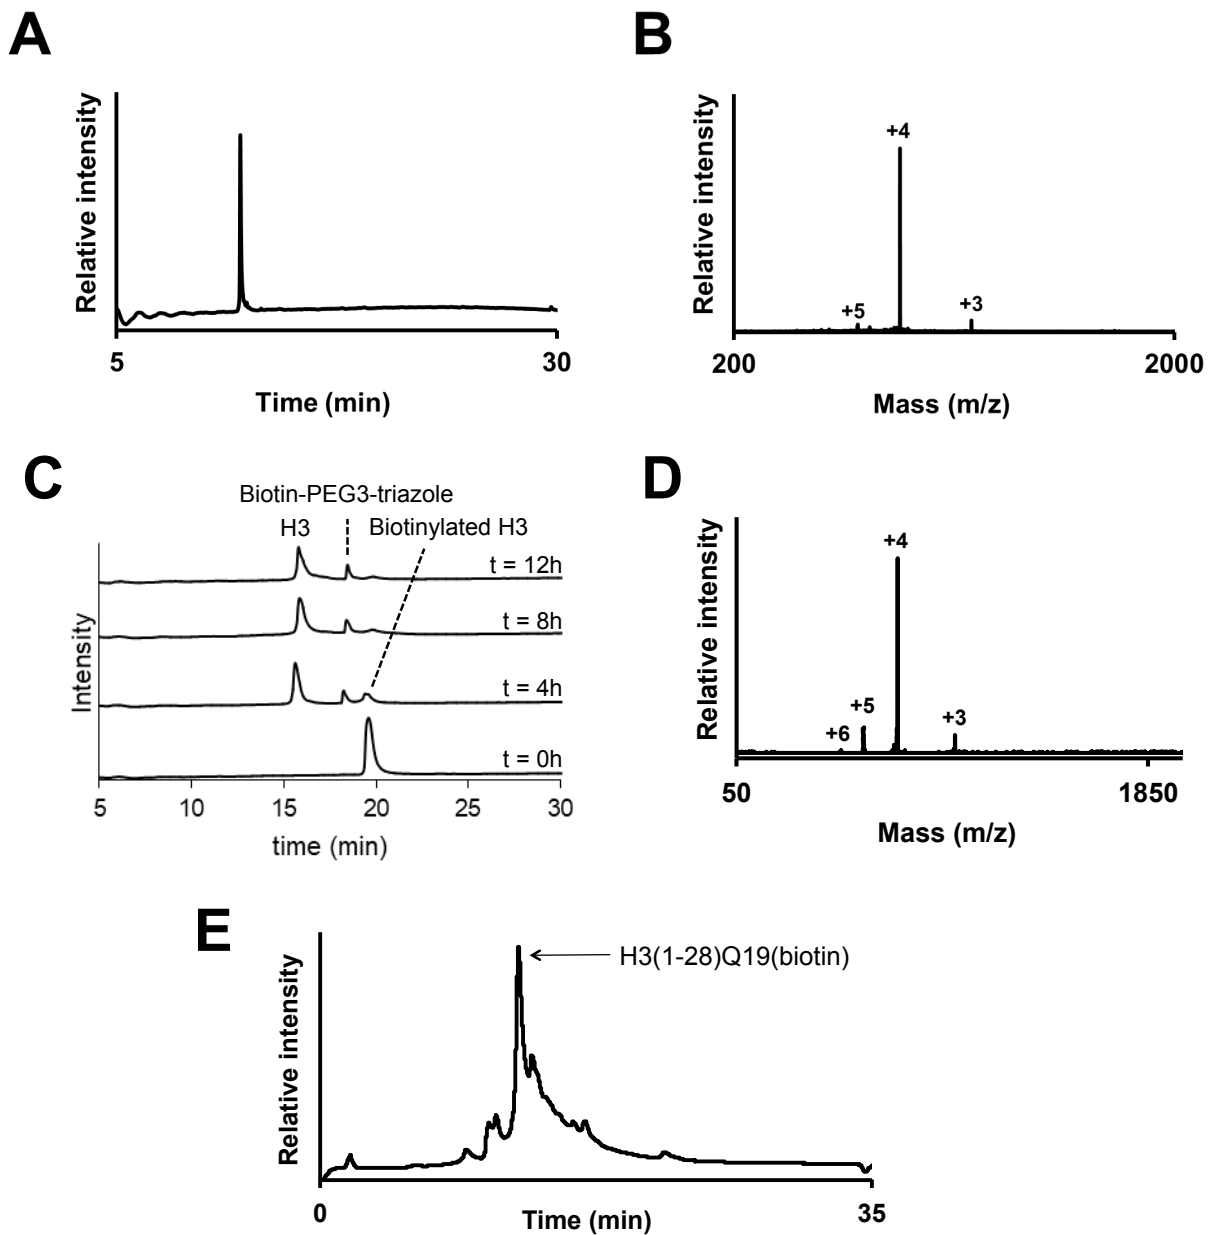 A
Relative intensity
5
30
Time (min)
B
Relative intensity
+4
+5
+3
200
2000
Mass (m/z)
C
Biotin-PEG3-triazole
H3
Biotinylated H3
t = 12h
t = 8h
t = 4h
t = 0h
Intensity
5 10 15 20 25 30
time (min)
D
Relative intensity
+4
+5
+6
+3
50
1850
Mass (m/z)
E
Relative intensity
H3(1-28)Q19(biotin)
0
35
Time (min)